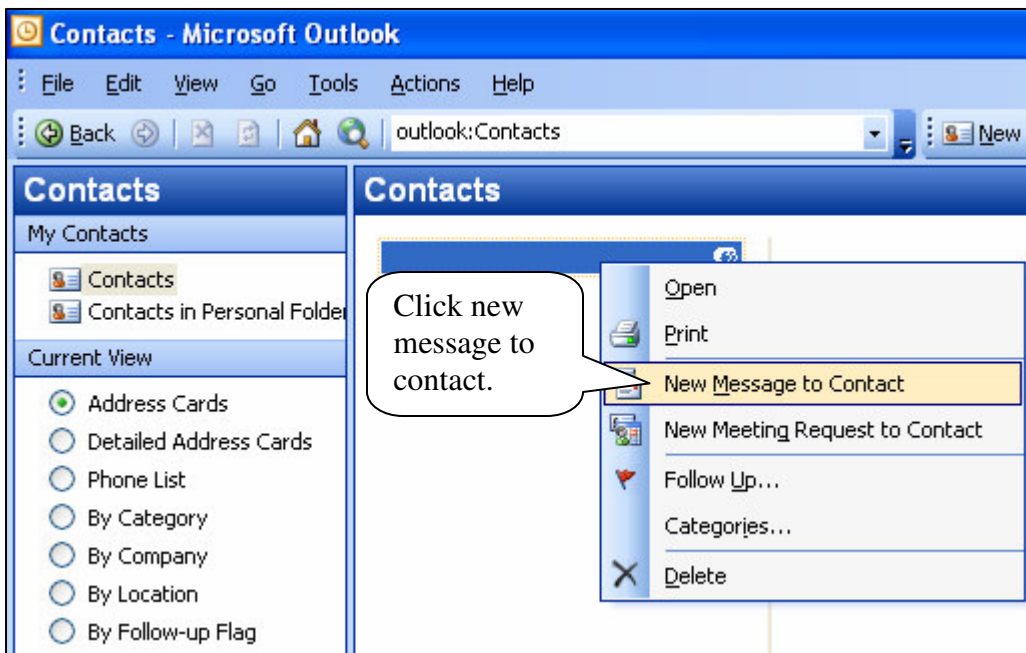 Contacts - Microsoft Outlook
File Edit View Go Tools Actions Help
Back outlook:Contacts New
Contacts
My Contacts
Contacts
Contacts in Personal Folde
Current View
Address Cards
Detailed Address Cards
Phone List
By Category
By Company
By Location
By Follow-up Flag
Contacts
Click new
message to
contact.
Open
Print
New Message to Contact
New Meeting Request to Contact
Follow Up...
Categories...
Delete